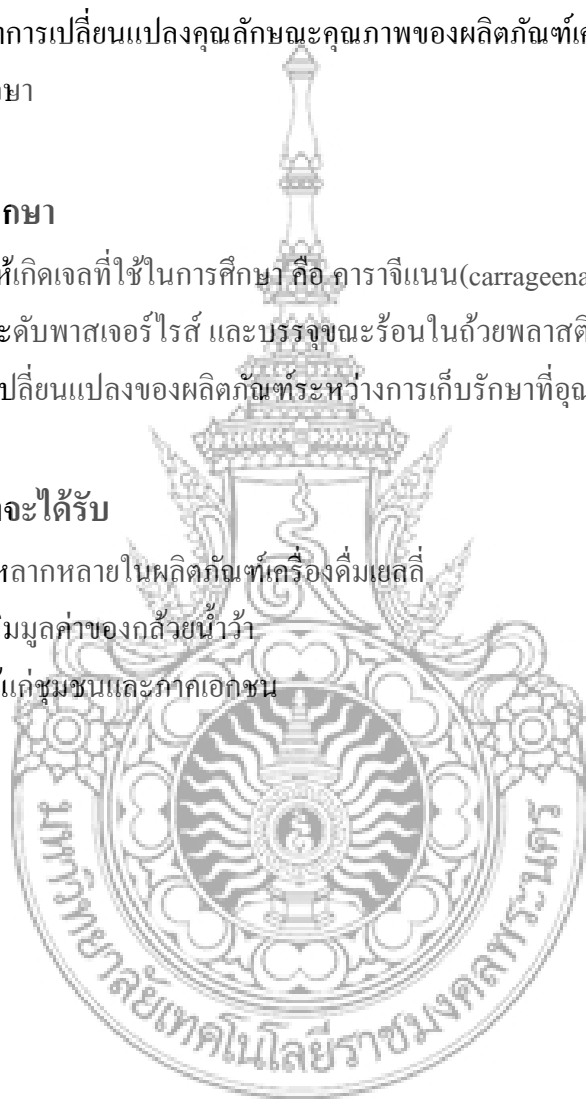 การเปลี่ยนแปลงคุณลักษณะคุณภาพของผลิตภัณฑ์
ษา
กษา
ห้เกิดเจลที่ใช้ในการศึกษา คือ คาราจีแนน(carrageena
ะดับพาสเจอร์ไรส์ และบรรจุขณะร้อนในถ้วยพลาสติ
เปลี่ยนแปลงของผลิตภัณฑ์ระหว่างการเก็บรักษาที่อุณ
จะได้รับ
หลากหลายในผลิตภัณฑ์เครื่องดื่มเยลลี่
มมูลค่าของกล้วยน้ำว้า
แก่ชุมชนและภาคเอกชน
มหาวิทยาลัยเทคโนโลยีราชมงคลพระนคร